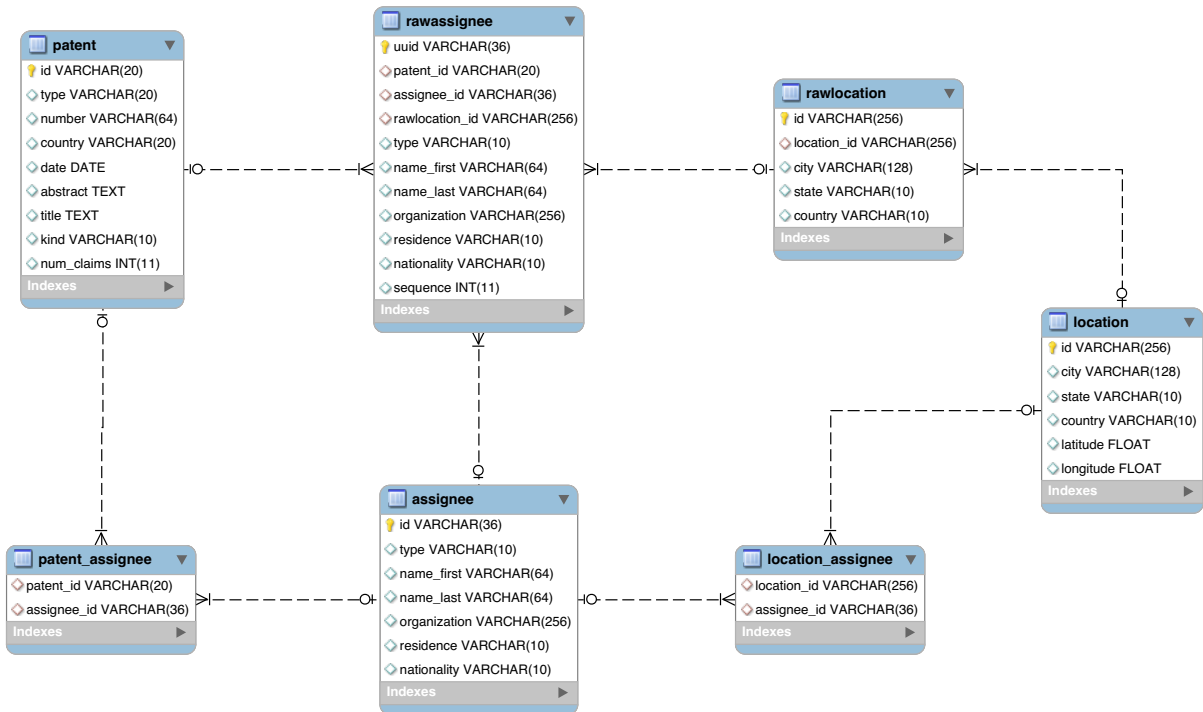 patent
id VARCHAR(20)
type VARCHAR(20)
number VARCHAR(64)
country VARCHAR(20)
date DATE
abstract TEXT
title TEXT
kind VARCHAR(10)
num_claims INT(11)
Indexes
rawassignee
uuid VARCHAR(36)
patent_id VARCHAR(20)
assignee_id VARCHAR(36)
rawlocation_id VARCHAR(256)
type VARCHAR(10)
name_first VARCHAR(64)
name_last VARCHAR(64)
organization VARCHAR(256)
residence VARCHAR(10)
nationality VARCHAR(10)
sequence INT(11)
Indexes
rawlocation
id VARCHAR(256)
location_id VARCHAR(256)
city VARCHAR(128)
state VARCHAR(10)
country VARCHAR(10)
Indexes
location
id VARCHAR(256)
city VARCHAR(128)
state VARCHAR(10)
country VARCHAR(10)
latitude FLOAT
longitude FLOAT
Indexes
patent_assignee
patent_id VARCHAR(20)
assignee_id VARCHAR(36)
Indexes
assignee
id VARCHAR(36)
type VARCHAR(10)
name_first VARCHAR(64)
name_last VARCHAR(64)
organization VARCHAR(256)
residence VARCHAR(10)
nationality VARCHAR(10)
Indexes
location_assignee
location_id VARCHAR(256)
assignee_id VARCHAR(36)
Indexes